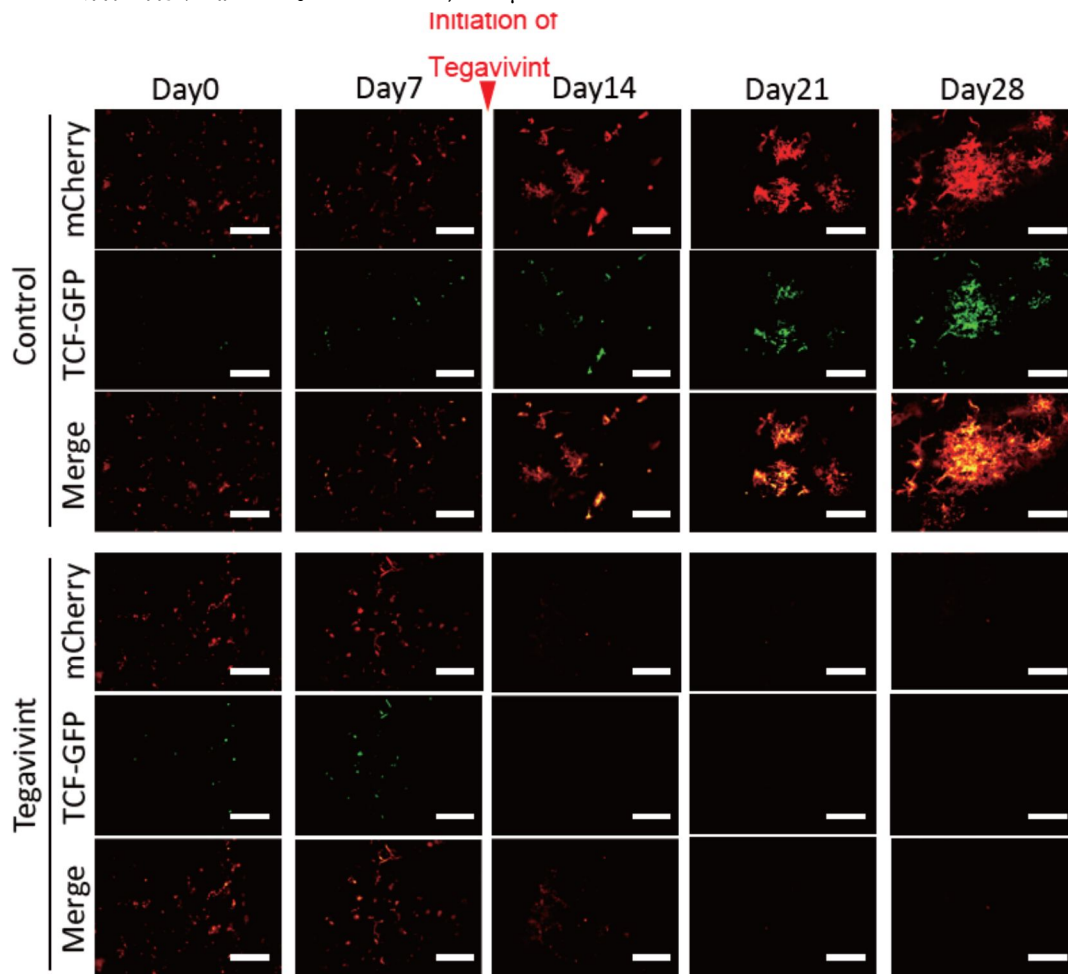 Initiation of
Tegavivint
Day0 Day7 Day14 Day21 Day28
Control
mCherry
TCF-GFP
Merge
Tegavivint
mCherry
TCF-GFP
Merge